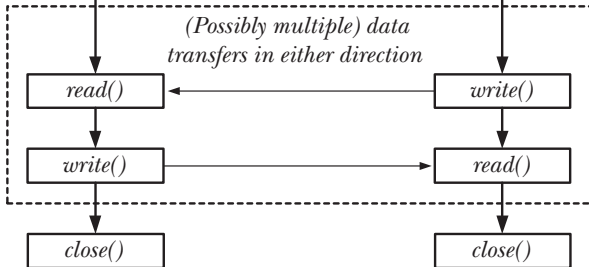 (Possibly multiple) data
transfers in either direction
read()
write()
write()
read()
close()
close()